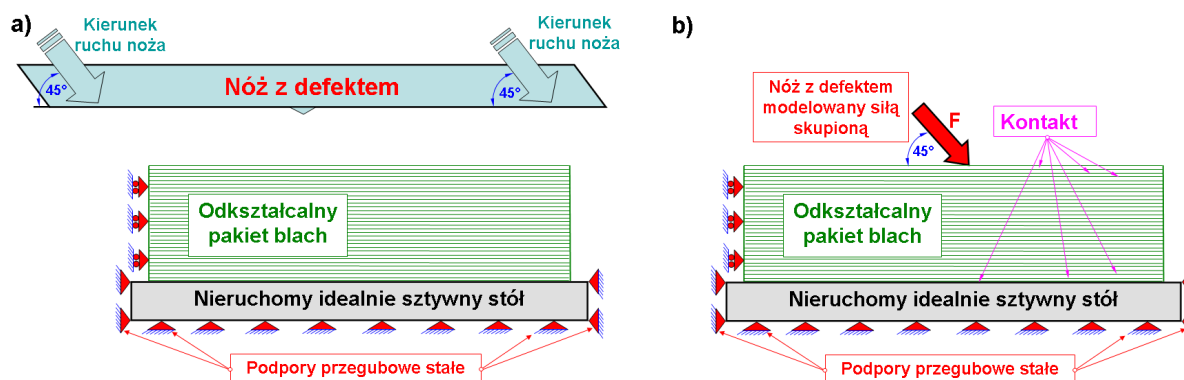 a)
Kierunek
ruchu noża
Kierunek
ruchu noża
45°
Nóż z defektem
45°
Odkształcalny
pakiet blach
Nieruchomy idealnie sztywny stół
Podpory przegubowe stałe
b)
Nóż z defektem
modelowany siłą
skupioną
F
45°
Kontakt
Odkształcalny
pakiet blach
Nieruchomy idealnie sztywny stół
Podpory przegubowe stałe